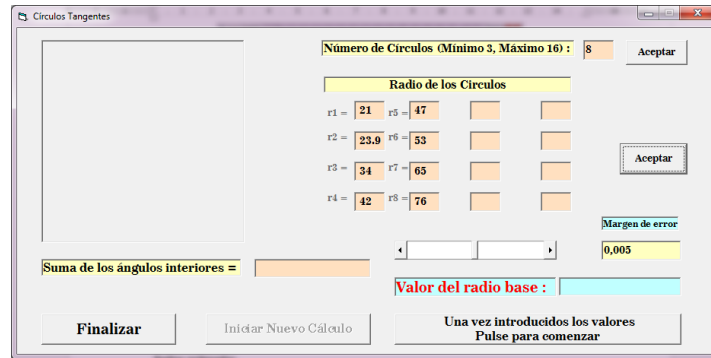 Círculos Tangentes
Número de Círculos (Mínimo 3, Máximo 16) : 8 Aceptar
Radio de los Circulos
r1 = 21 r5 = 47
r2 = 23.9 r6 = 53
r3 = 34 r7 = 65
r4 = 42 r8 = 76
Aceptar
Margen de error
0,005
Suma de los ángulos interiores =
Valor del radio base :
Finalizar
Iniciar Nuevo Cálculo
Una vez introducidos los valores
Pulse para comenzar